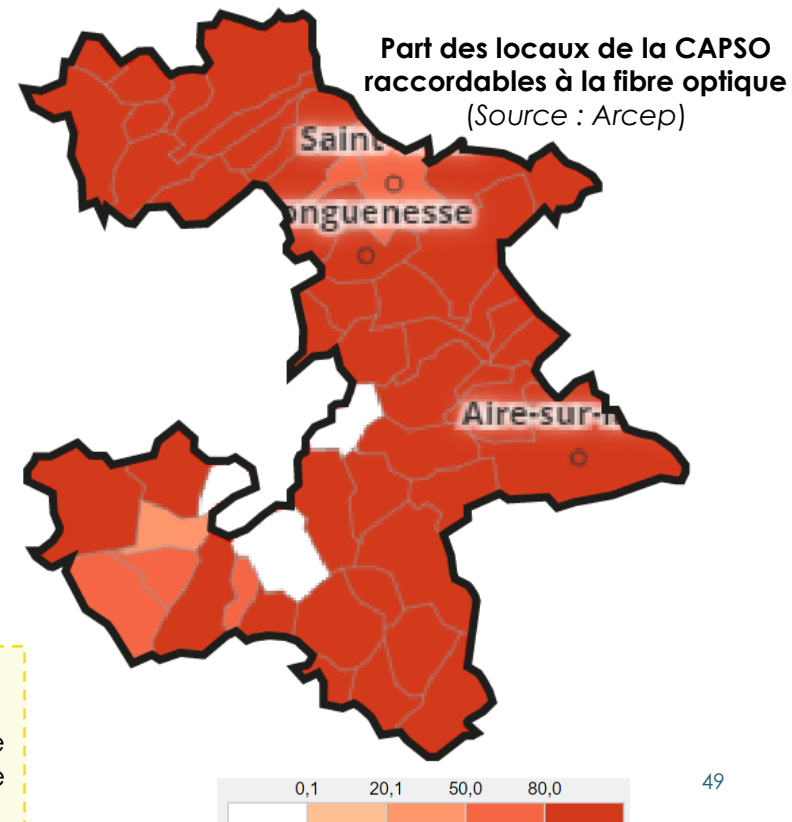 Part des locaux de la CAPSO
raccordables à la fibre optique
(Source : Arcep)
Saint
onguenesse
Aire-sur-
e
e
49
0,1 20,1 50,0 80,0